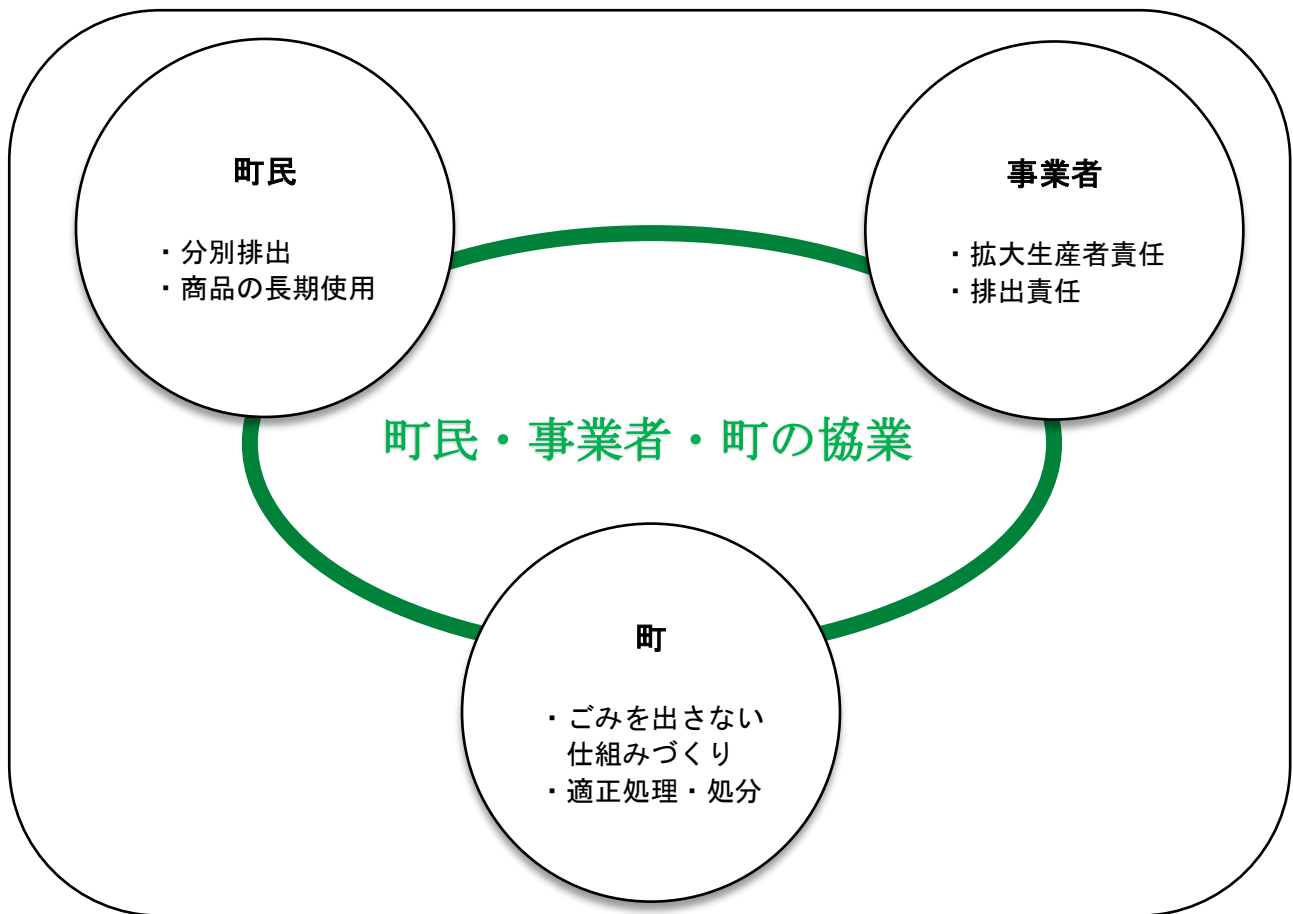 町民
・分別排出
・商品の長期使用
事業者
・拡大生産者責任
・排出責任
町民・事業者・町の協業
町
・ごみを出さない
仕組みづくり
・適正処理・処分